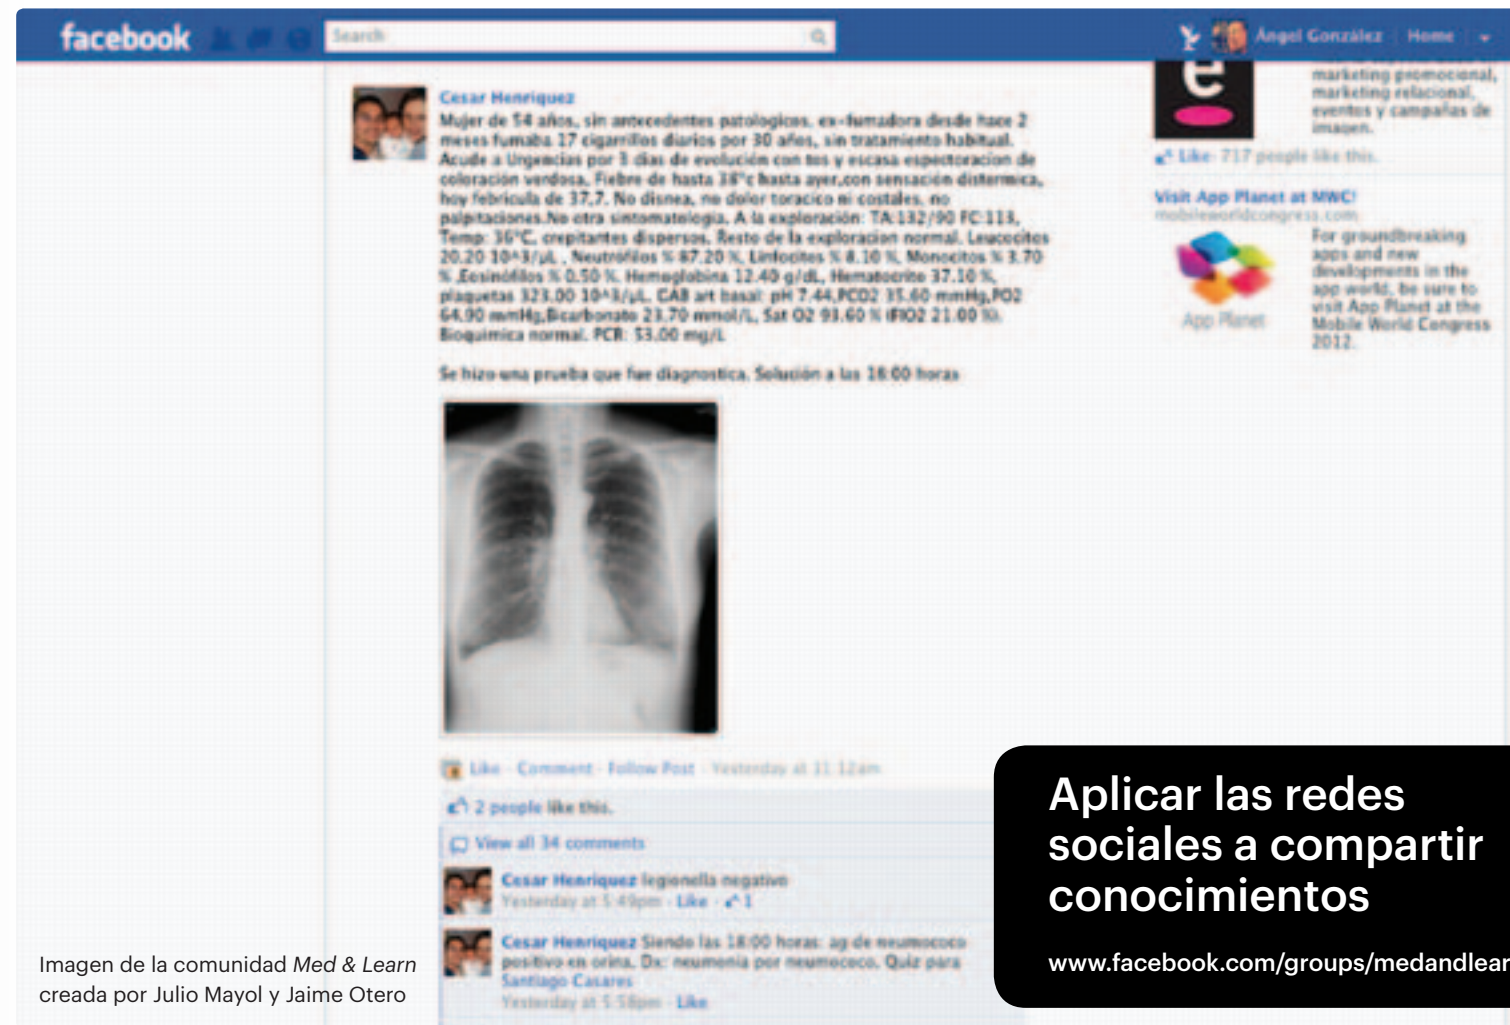 facebook
Search
Ángel González
Home
Cesar Henriquez
Mujer de 54 años, sin antecedentes patologicos, ex-fumadora desde hace 2
meses fumaba 17 cigarrillos diarios por 30 años, sin tratamiento habitual.
Acude a Urgencias por 3 dias de evolución con tos y escasa espectoracion de
coloración verdosa, Fiebre de hasta 38°c hasta ayer,con sensación distermica,
hoy febricula de 37,7. No disnea, no dolor toracico ni costales, no
palpitaciones.No otra sintomatologia. A la exploración: TA:132/90 FC:113,
Temp: 36°C, crepitantes dispersos. Resto de la exploracion normal. Leucocitos
20.20 10^3/µL , Neutrófilos % 87.20 %, Linfocitos % 8.10 %, Monocitos % 3.70
% ,Eosinófilos % 0.50 %, Hemoglobina 12.40 g/dL, Hematocrito 37.10 %,
plaquetas 323.00 10^3/µL. GAB art basal: pH 7.44,PCO2 35.60 mmHg,PO2
64.90 mmHg,Bicarbonato 23.70 mmol/L, Sat O2 93.60 % (FIO2 21.00 %).
Bioquimica normal. PCR: 53.00 mg/L
Se hizo una prueba que fue diagnostica. Solución a las 18:00 horas
Like · Comment · Follow Post · Yesterday at 11:12am
2 people like this.
View all 34 comments
Cesar Henriquez legionella negativo
Yesterday at 5:49pm · Like · 1
Cesar Henriquez Siendo las 18:00 horas: ag de neumococo
positivo en orina. Dx: neumonia por neumococo. Quiz para
Santiago Casares
Yesterday at 5:58pm · Like
e
marketing promocional,
marketing relacional,
eventos y campañas de
imagen.
Like · 717 people like this.
Visit App Planet at MWC!
mobileworldcongress.com
App Planet
For groundbreaking
apps and new
developments in the
app world, be sure to
visit App Planet at the
Mobile World Congress
2012.
Aplicar las redes
sociales a compartir
conocimientos
www.facebook.com/groups/medandlear
Imagen de la comunidad Med & Learn
creada por Julio Mayol y Jaime Otero